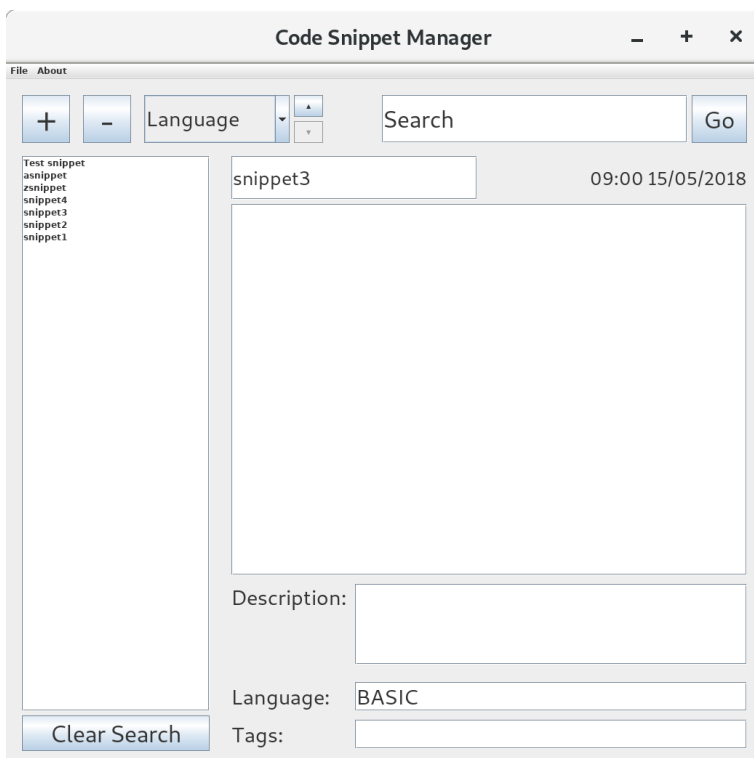 Code Snippet Manager
File About
+ - Language Search Go
Test snippet
asnippet
zsnippet
snippet4
snippet3
snippet2
snippet1
Clear Search
snippet3 09:00 15/05/2018
Description:
Language: BASIC
Tags: